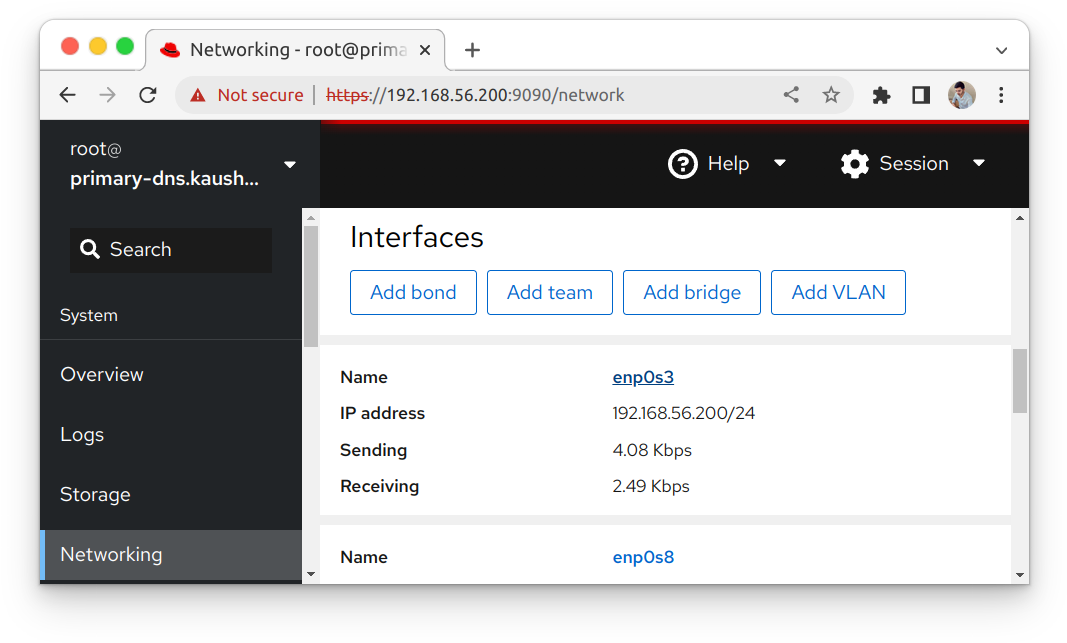 Networking - root@prima
Not secure | https://192.168.56.200:9090/network
root@
primary-dns.kaush...
Help
Session
Search
System
Overview
Logs
Storage
Networking
Interfaces
Add bond
Add team
Add bridge
Add VLAN
Name enp0s3
IP address 192.168.56.200/24
Sending 4.08 Kbps
Receiving 2.49 Kbps
Name enp0s8